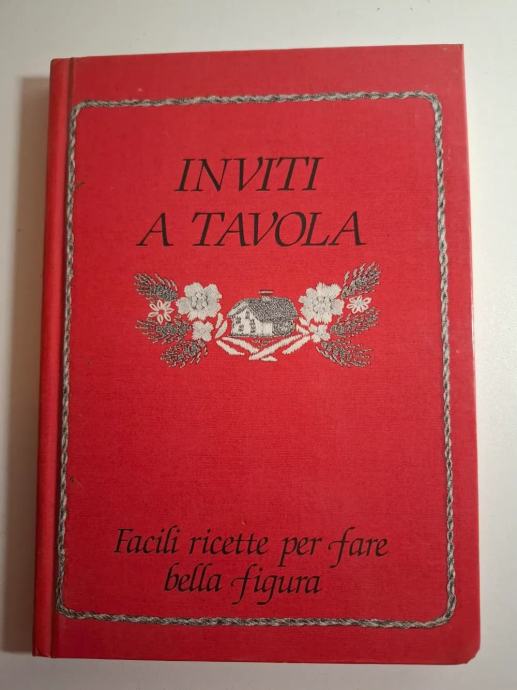 INVITI
A TAVOLA
Facili ricette per fare
bella figura